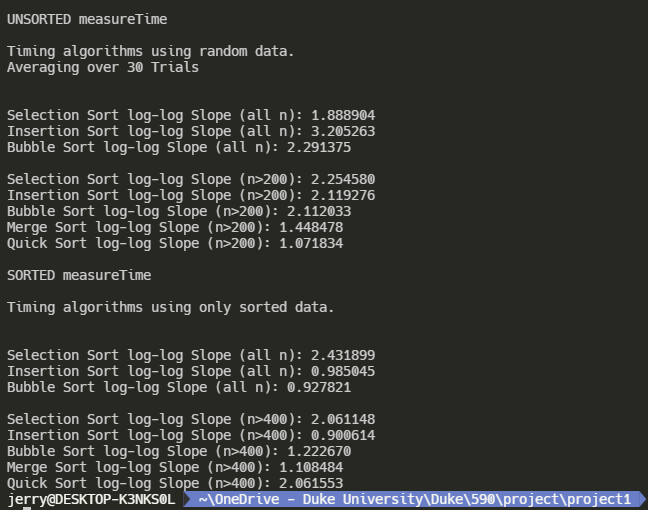 UNSORTED measureTime
Timing algorithms using random data.
Averaging over 30 Trials
Selection Sort log-log Slope (all n): 1.888904
Insertion Sort log-log Slope (all n): 3.205263
Bubble Sort log-log Slope (all n): 2.291375
Selection Sort log-log Slope (n>200): 2.254580
Insertion Sort log-log Slope (n>200): 2.119276
Bubble Sort log-log Slope (n>200): 2.112033
Merge Sort log-log Slope (n>200): 1.448478
Quick Sort log-log Slope (n>200): 1.071834
SORTED measureTime
Timing algorithms using only sorted data.
Selection Sort log-log Slope (all n): 2.431899
Insertion Sort log-log Slope (all n): 0.985045
Bubble Sort log-log Slope (all n): 0.927821
Selection Sort log-log Slope (n>400): 2.061148
Insertion Sort log-log Slope (n>400): 0.900614
Bubble Sort log-log Slope (n>400): 1.222670
Merge Sort log-log Slope (n>400): 1.108484
Quick Sort log-log Slope (n>400): 2.061553
jerry@DESKTOP-K3NKS0L ~\OneDrive - Duke University\Duke\590\project\project1